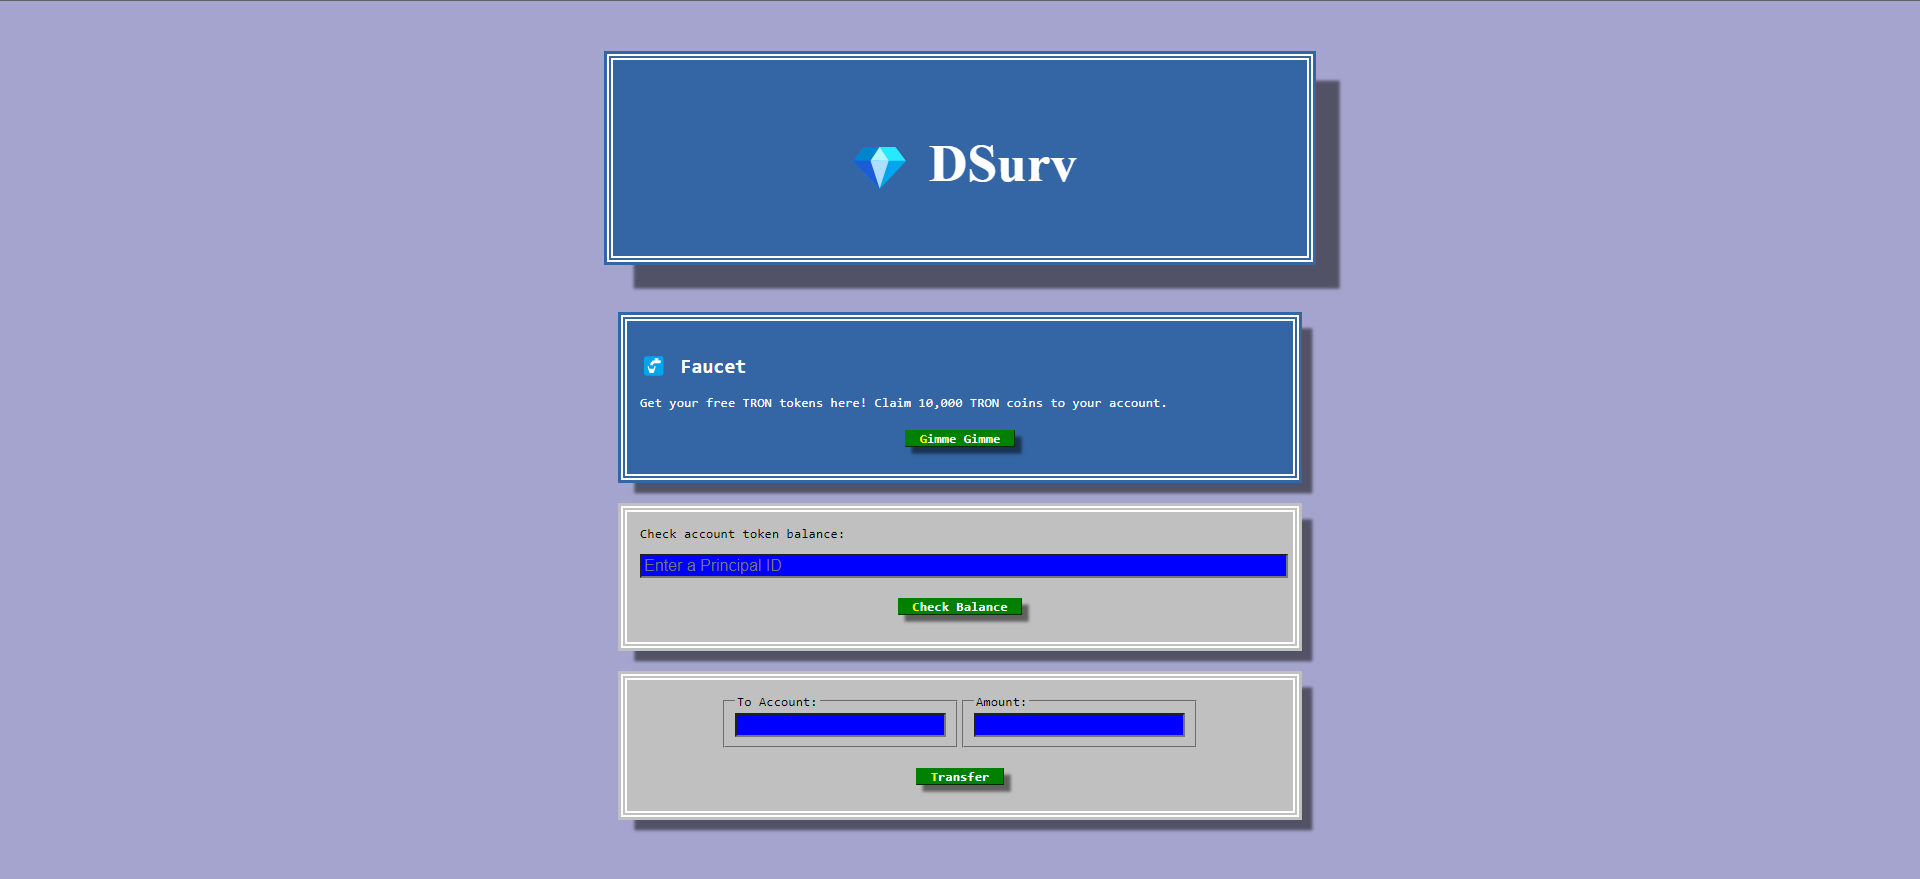 DSurv
Faucet
Get your free TRON tokens here! Claim 10,000 TRON coins to your account.
Gimme Gimme
Check account token balance:
Enter a Principal ID
Check Balance
To Account: Amount:
Transfer